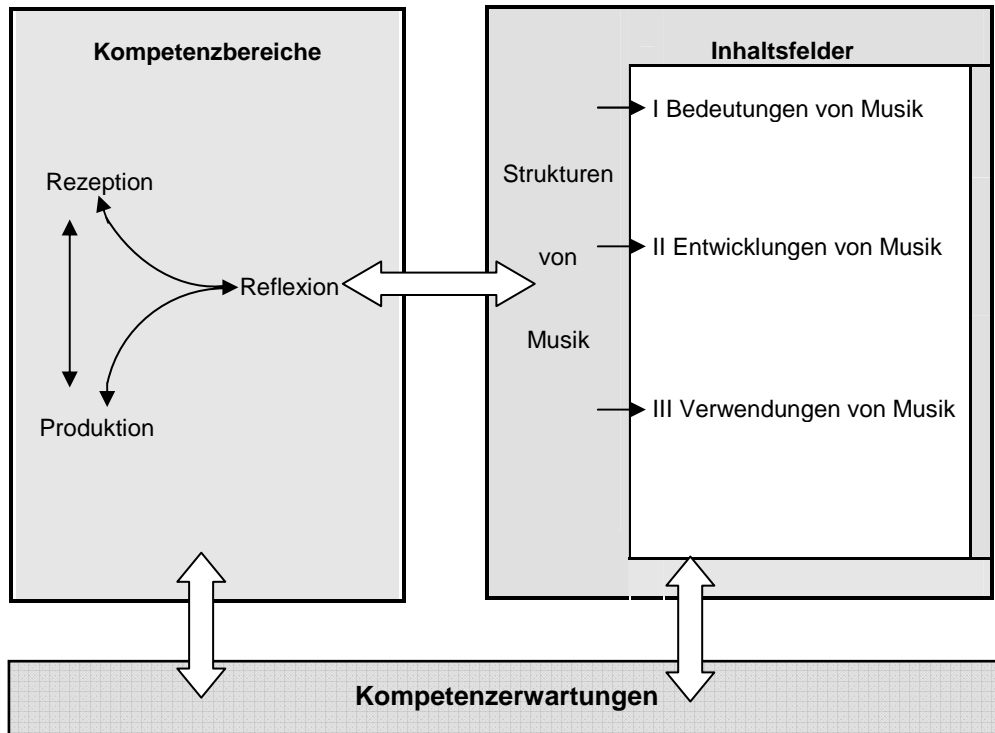 Kompetenzbereiche
Rezeption
Reflexion
Produktion
Inhaltsfelder
Strukturen
von
Musik
I Bedeutungen von Musik
II Entwicklungen von Musik
III Verwendungen von Musik
Kompetenzerwartungen